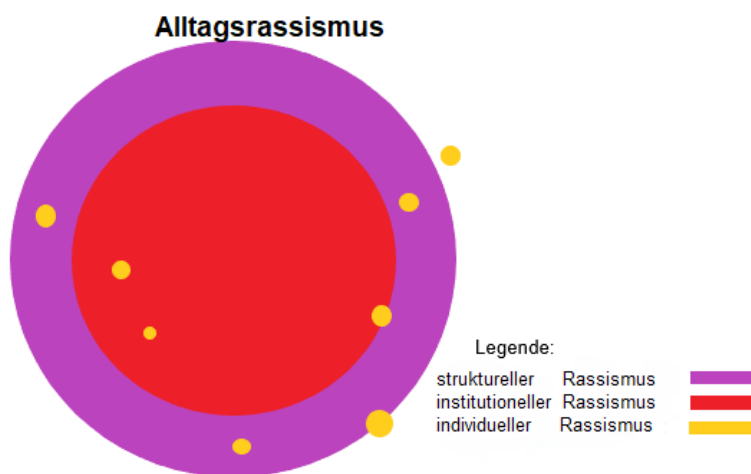 Alltagsrassismus
Legende:
struktureller Rassismus
institutioneller Rassismus
individueller Rassismus